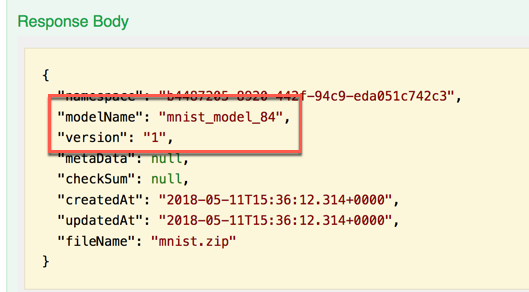 Response Body
{
"namespace": "b4487205-8920-442f-94c9-eda051c742c3",
"modelName": "mnist_model_84",
"version": "1",
"metaData": null,
"checkSum": null,
"createdAt": "2018-05-11T15:36:12.314+0000",
"updatedAt": "2018-05-11T15:36:12.314+0000",
"fileName": "mnist.zip"
}